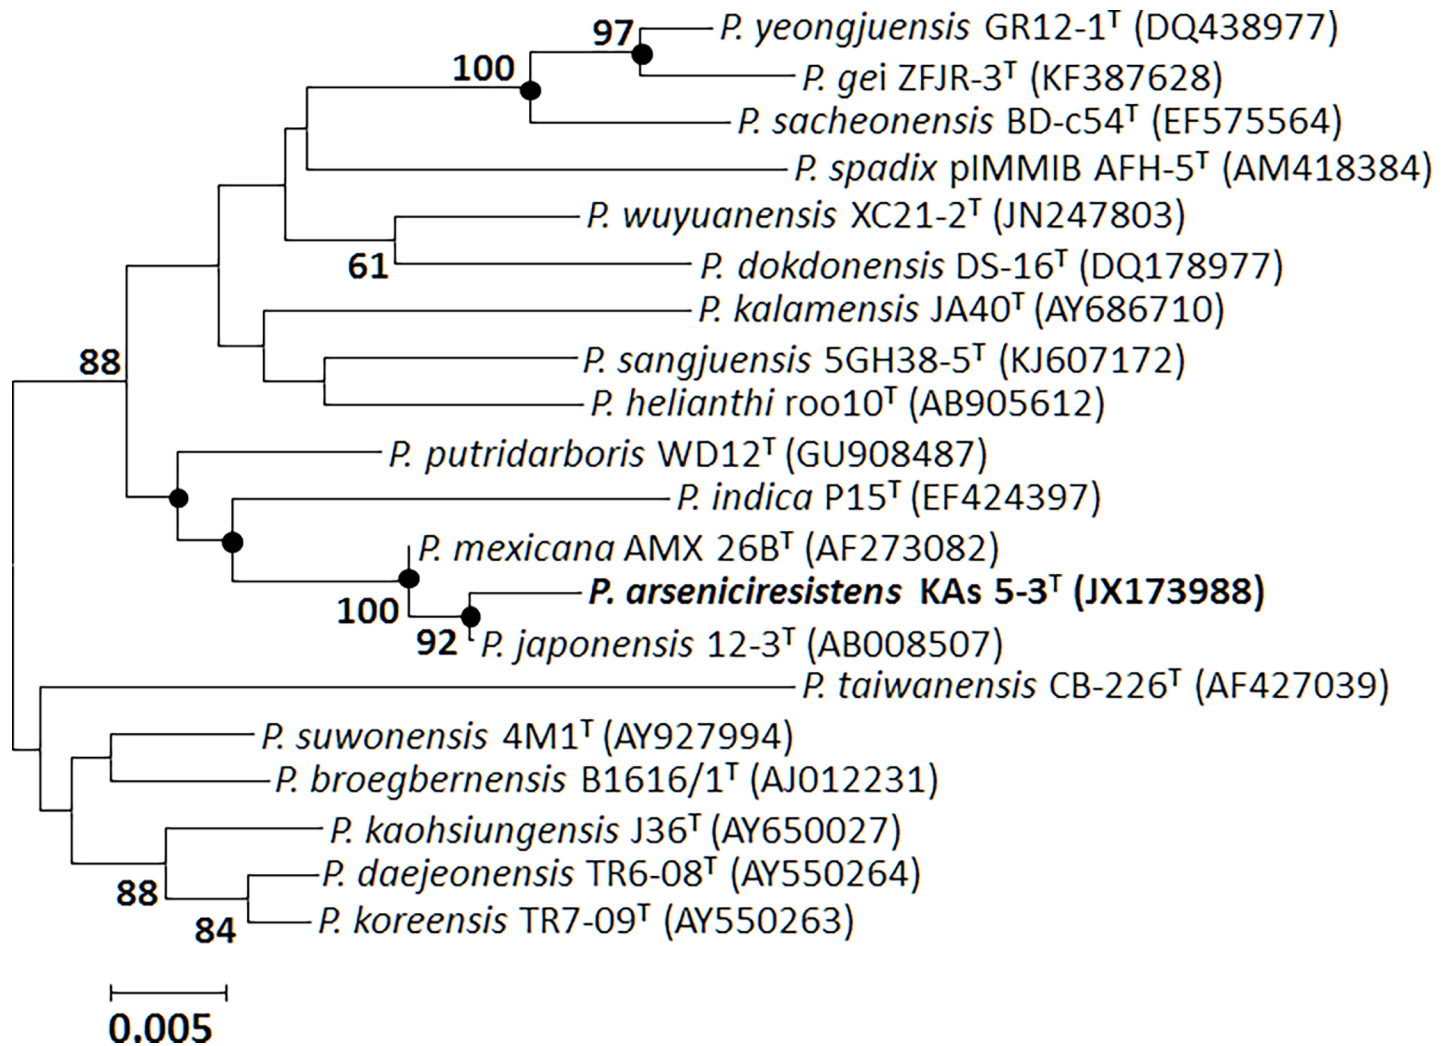 97
P. yeongjuensis GR12-1ᵀ (DQ438977)
100
P. gei ZFJR-3ᵀ (KF387628)
P. sacheonensis BD-c54ᵀ (EF575564)
P. spadix pIMMIB AFH-5ᵀ (AM418384)
P. wuyuanensis XC21-2ᵀ (JN247803)
61
P. dokdonensis DS-16ᵀ (DQ178977)
P. kalamensis JA40ᵀ (AY686710)
88
P. sangjuensis 5GH38-5ᵀ (KJ607172)
P. helianthi roo10ᵀ (AB905612)
P. putridarboris WD12ᵀ (GU908487)
P. indica P15ᵀ (EF424397)
P. mexicana AMX 26Bᵀ (AF273082)
P. arseniciresistens KAs 5-3ᵀ (JX173988)
100
92
P. japonensis 12-3ᵀ (AB008507)
P. taiwanensis CB-226ᵀ (AF427039)
P. suwonensis 4M1ᵀ (AY927994)
P. broegbernensis B1616/1ᵀ (AJ012231)
P. kaohsiungensis J36ᵀ (AY650027)
P. daejeonensis TR6-08ᵀ (AY550264)
88
P. koreensis TR7-09ᵀ (AY550263)
84
0.005